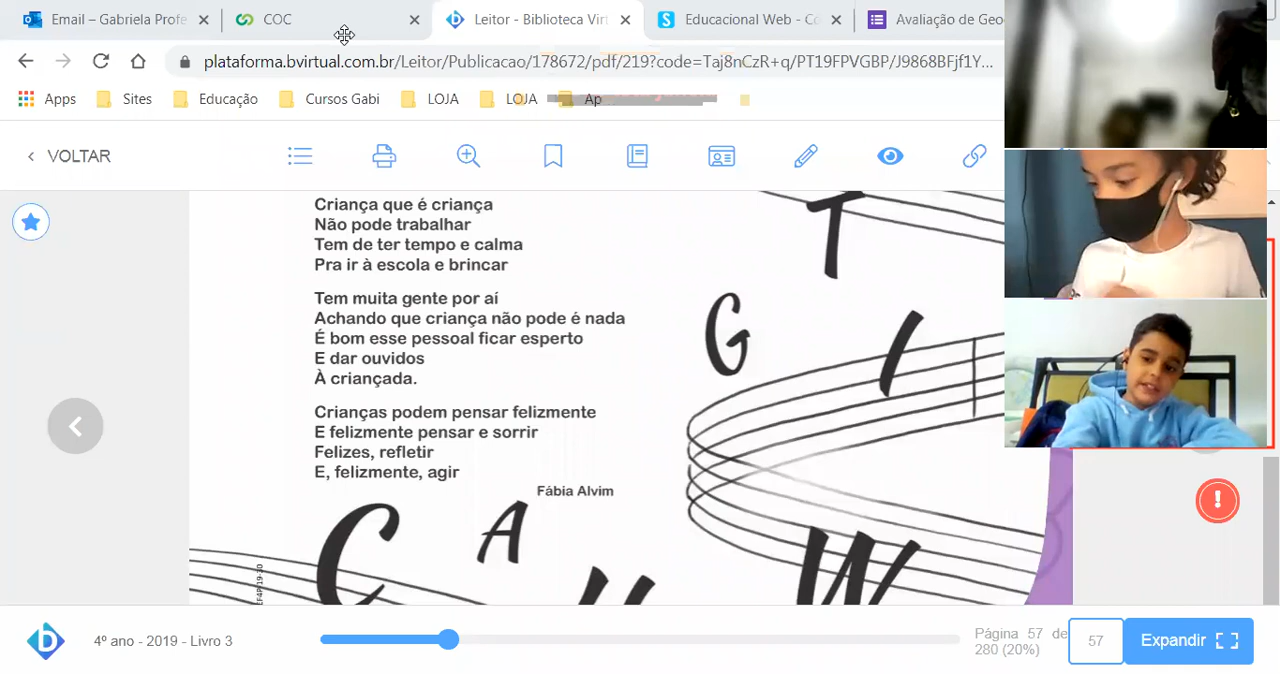 Email – Gabriela Profe
COC
Leitor - Biblioteca Virt
Educacional Web - Co
Avaliação de Geo
plataforma.bvirtual.com.br/Leitor/Publicacao/178672/pdf/219?code=Taj8nCzR+q/PT19FPVGBP/J9868BFjf1Y...
Apps
Sites
Educação
Cursos Gabi
LOJA
LOJA
Ap
VOLTAR
Criança que é criança
Não pode trabalhar
Tem de ter tempo e calma
Pra ir à escola e brincar
Tem muita gente por aí
Achando que criança não pode é nada
É bom esse pessoal ficar esperto
E dar ouvidos
À criançada.
Crianças podem pensar felizmente
E felizmente pensar e sorrir
Felizes, refletir
E, felizmente, agir
Fábia Alvim
T
G
I
C
A
W
4º ano - 2019 - Livro 3
Página 57 de
280 (20%)
57
Expandir